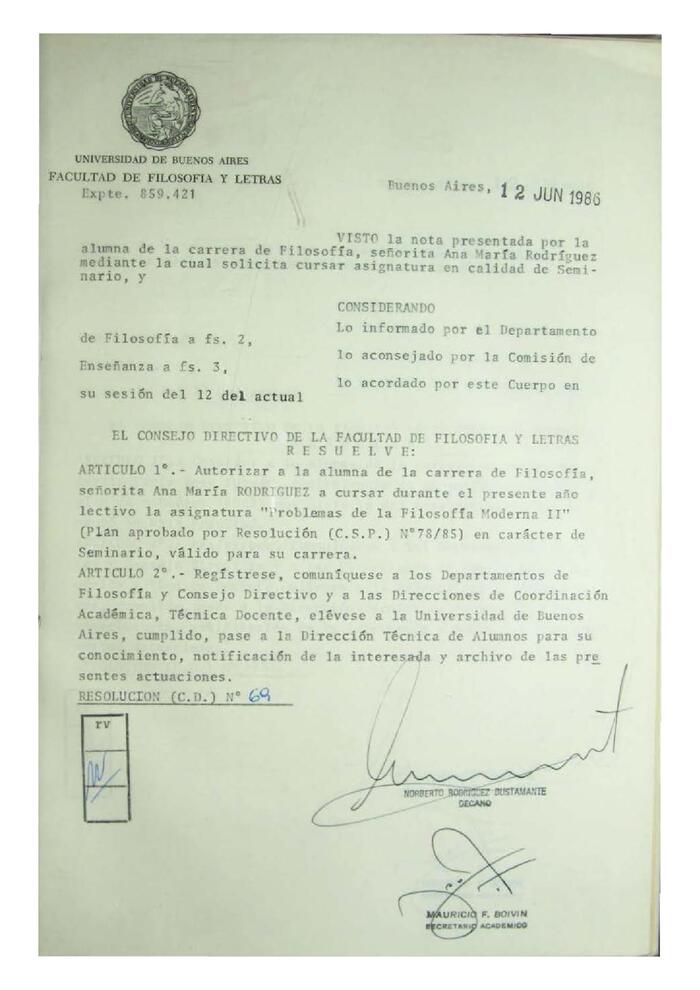 UNIVERSIDAD DE BUENOS AIRES
FACULTAD DE FILOSOFIA Y LETRAS
Expte. 859.421
Buenos Aires, 12 JUN 1986
VISTO la nota presentada por la
alumna de la carrera de Filosofía, señorita Ana María Rodríguez
mediante la cual solicita cursar asignatura en calidad de Semi-
nario, y
CONSIDERANDO
Lo informado por el Departamento
de Filosofía a fs. 2,
lo aconsejado por la Comisión de
Enseñanza a fs. 3,
lo acordado por este Cuerpo en
su sesión del 12 del actual
EL CONSEJO DIRECTIVO DE LA FACULTAD DE FILOSOFIA Y LETRAS
R E S U E L V E:
ARTICULO 1°.- Autorizar a la alumna de la carrera de Filosofía,
señorita Ana María RODRIGUEZ a cursar durante el presente año
lectivo la asignatura "Problemas de la Filosofía Moderna II"
(Plan aprobado por Resolución (C.S.P.) N°78/85) en carácter de
Seminario, válido para su carrera.
ARTICULO 2°.- Regístrese, comuníquese a los Departamentos de
Filosofía y Consejo Directivo y a las Direcciones de Coordinación
Académica, Técnica Docente, elévese a la Universidad de Buenos
Aires, cumplido, pase a la Dirección Técnica de Alumnos para su
conocimiento, notificación de la interesada y archivo de las pre
sentes actuaciones.
RESOLUCION (C.D.) N° 69
rv
NORBERTO RODRIGUEZ BUSTAMANTE
DECANO
MAURICIO F. BOIVIN
SECRETARIO ACADEMICO